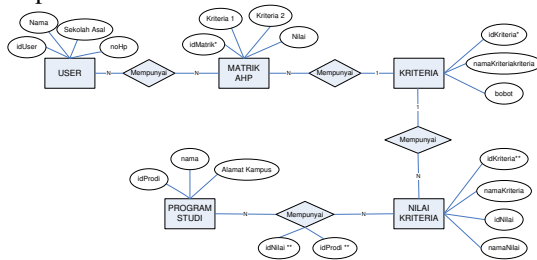 Nama
Sekolah Asal
idUser
noHp
Kriteria 1
Kriteria 2
idMatrik*
Nilai
idKriteria*
namaKriteriakriteria
bobot
USER
N
Mempunyai
N
MATRIK
AHP
N
Mempunyai
1
KRITERIA
1
Mempunyai
N
nama
idProdi
Alamat Kampus
idKriteria**
namaKriteria
idNilai
namaNilai
PROGRAM
STUDI
N
Mempunyai
N
NILAI
KRITERIA
idNilai **
idProdi **